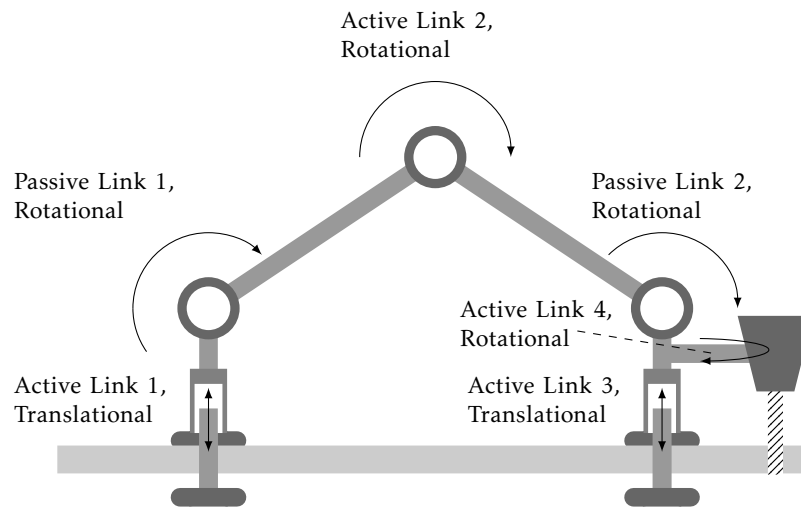 Active Link 2,
Rotational
Passive Link 1,
Rotational
Passive Link 2,
Rotational
Active Link 4,
Rotational
Active Link 1,
Translational
Active Link 3,
Translational